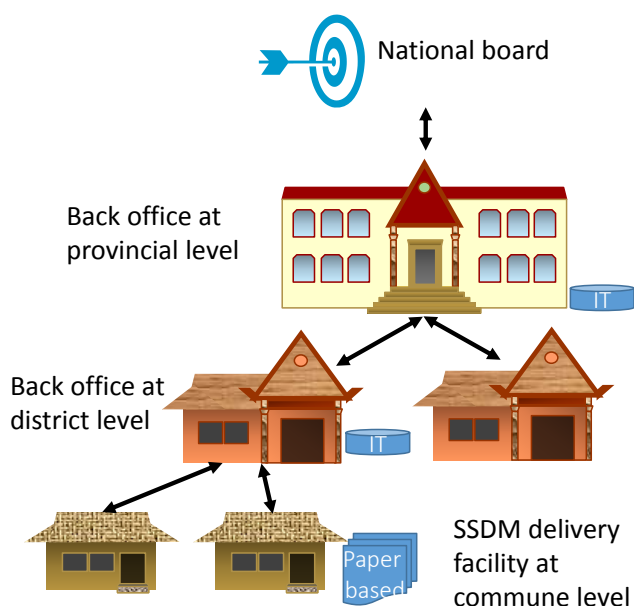 National board
Back office at
provincial level
IT
Back office at
district level
IT
Paper
based
SSDM delivery
facility at
commune level